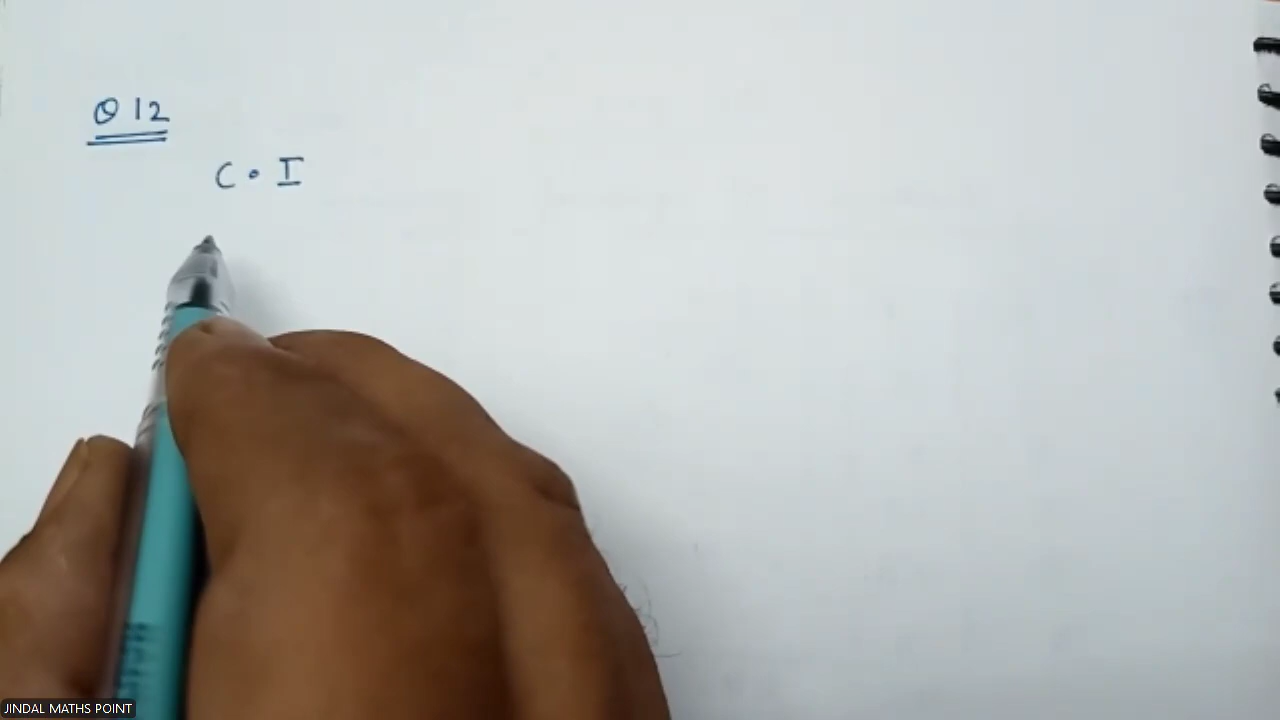 Q 12
C • I
JINDAL MATHS POINT